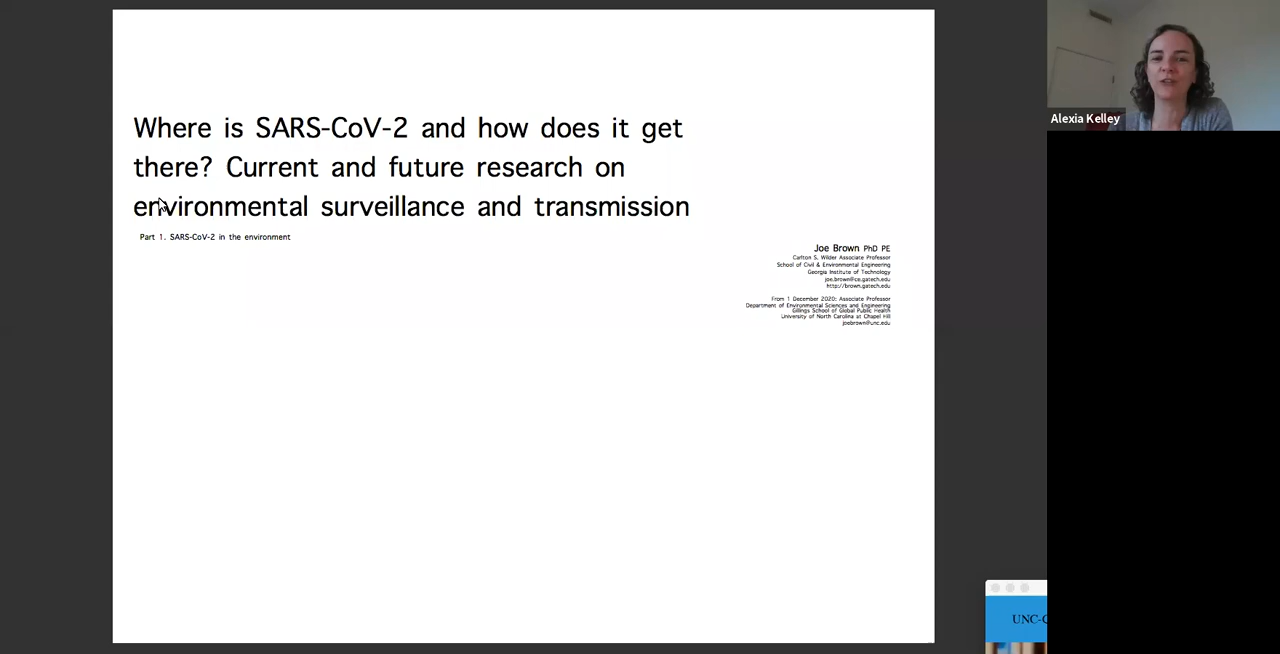 Where is SARS-CoV-2 and how does it get
there? Current and future research on
environmental surveillance and transmission
Part 1. SARS-CoV-2 in the environment
Joe Brown PhD PE
Carlton S. Wilder Associate Professor
School of Civil & Environmental Engineering
Georgia Institute of Technology
joe.brown@ce.gatech.edu
http://brown.gatech.edu
From 1 December 2020: Associate Professor
Department of Environmental Sciences and Engineering
Gillings School of Global Public Health
University of North Carolina at Chapel Hill
joebrown@unc.edu
Alexia Kelley